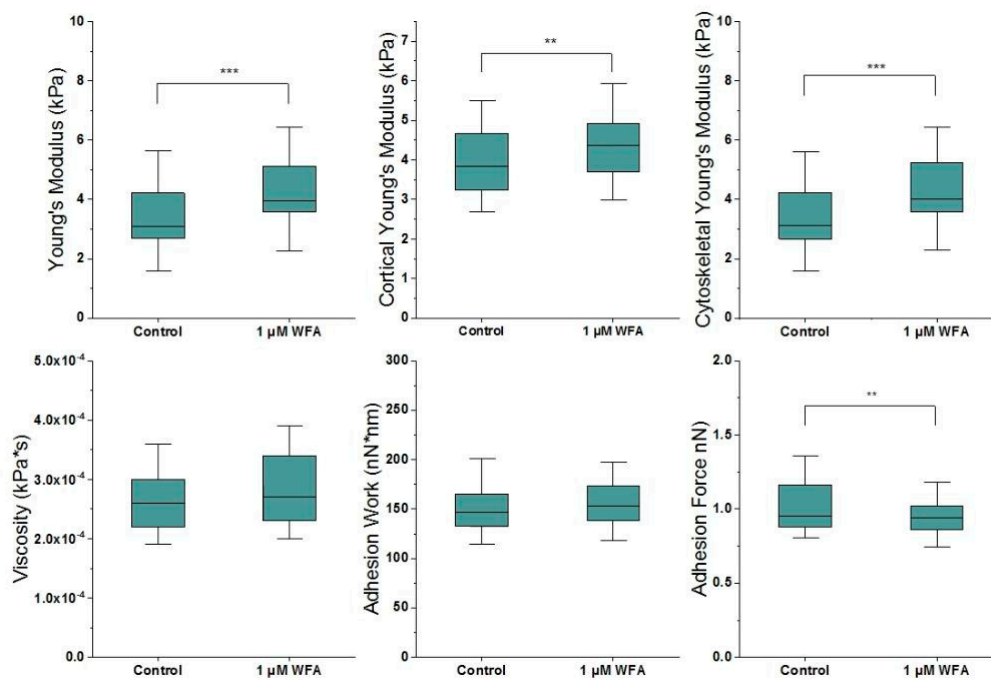 Young's Modulus (kPa)
10
8
6
4
2
0
***
Control
1 µM WFA
Cortical Young's Modulus (kPa)
7
6
5
4
3
2
1
0
**
Control
1 µM WFA
Cytoskeletal Young's Modulus (kPa)
10
8
6
4
2
0
***
Control
1 µM WFA
Viscosity (kPa*s)
5.0x10⁻⁴
4.0x10⁻⁴
3.0x10⁻⁴
2.0x10⁻⁴
1.0x10⁻⁴
0.0
Control
1 µM WFA
Adhesion Work (nN*nm)
300
250
200
150
100
50
0
Control
1 µM WFA
Adhesion Force nN)
2.0
1.5
1.0
0.5
0.0
**
Control
1 µM WFA